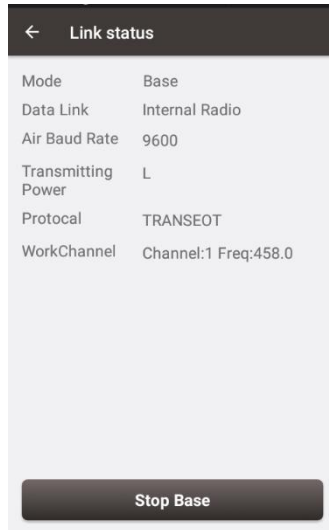 Link status
Mode Base
Data Link Internal Radio
Air Baud Rate 9600
Transmitting Power L
Protocal TRANSEOT
WorkChannel Channel:1 Freq:458.0
Stop Base